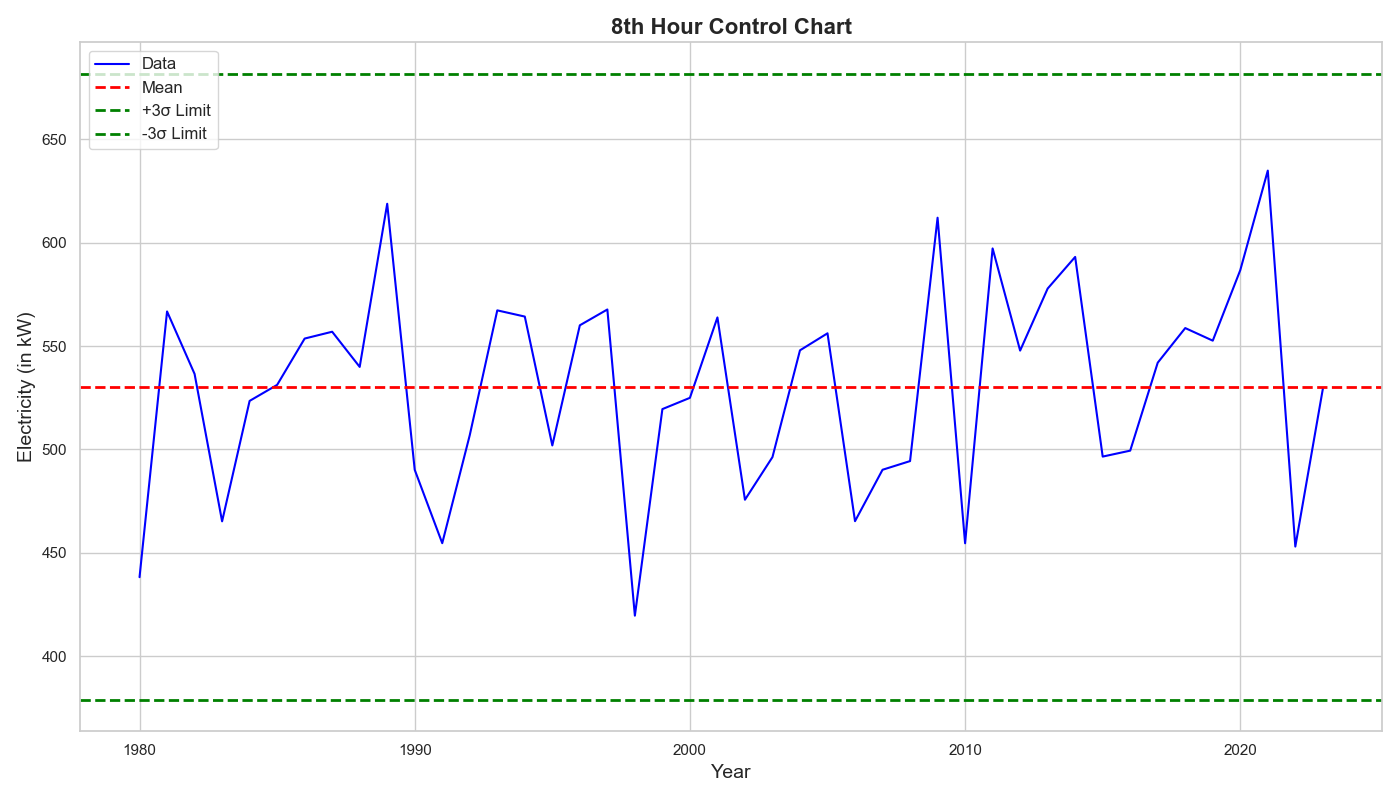 8th Hour Control Chart
Data
Mean
+3σ Limit
-3σ Limit
Electricity (in kW)
650
600
550
500
450
400
1980
1990
2000
2010
2020
Year